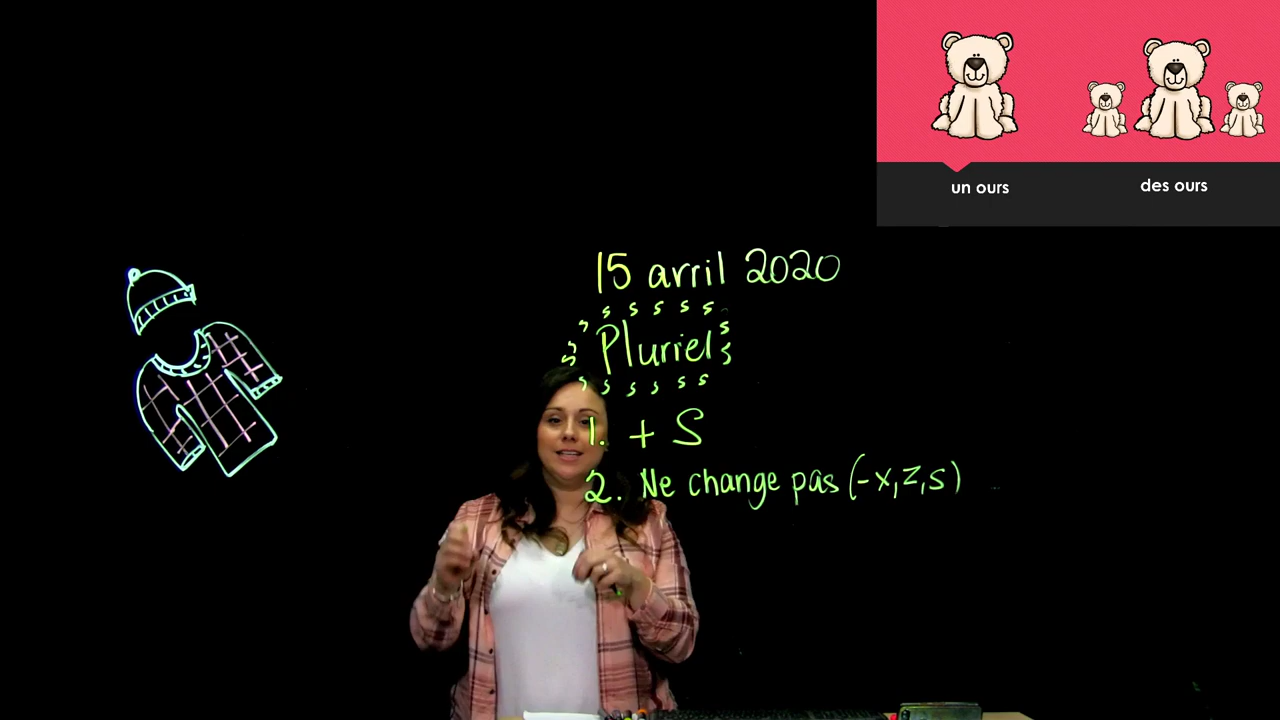 un ours
des ours
15 avril 2020
s s s s s
s s s
Pluriel
s s
s s s s s s
1. + S
2. Ne change pas (-x,z,s)